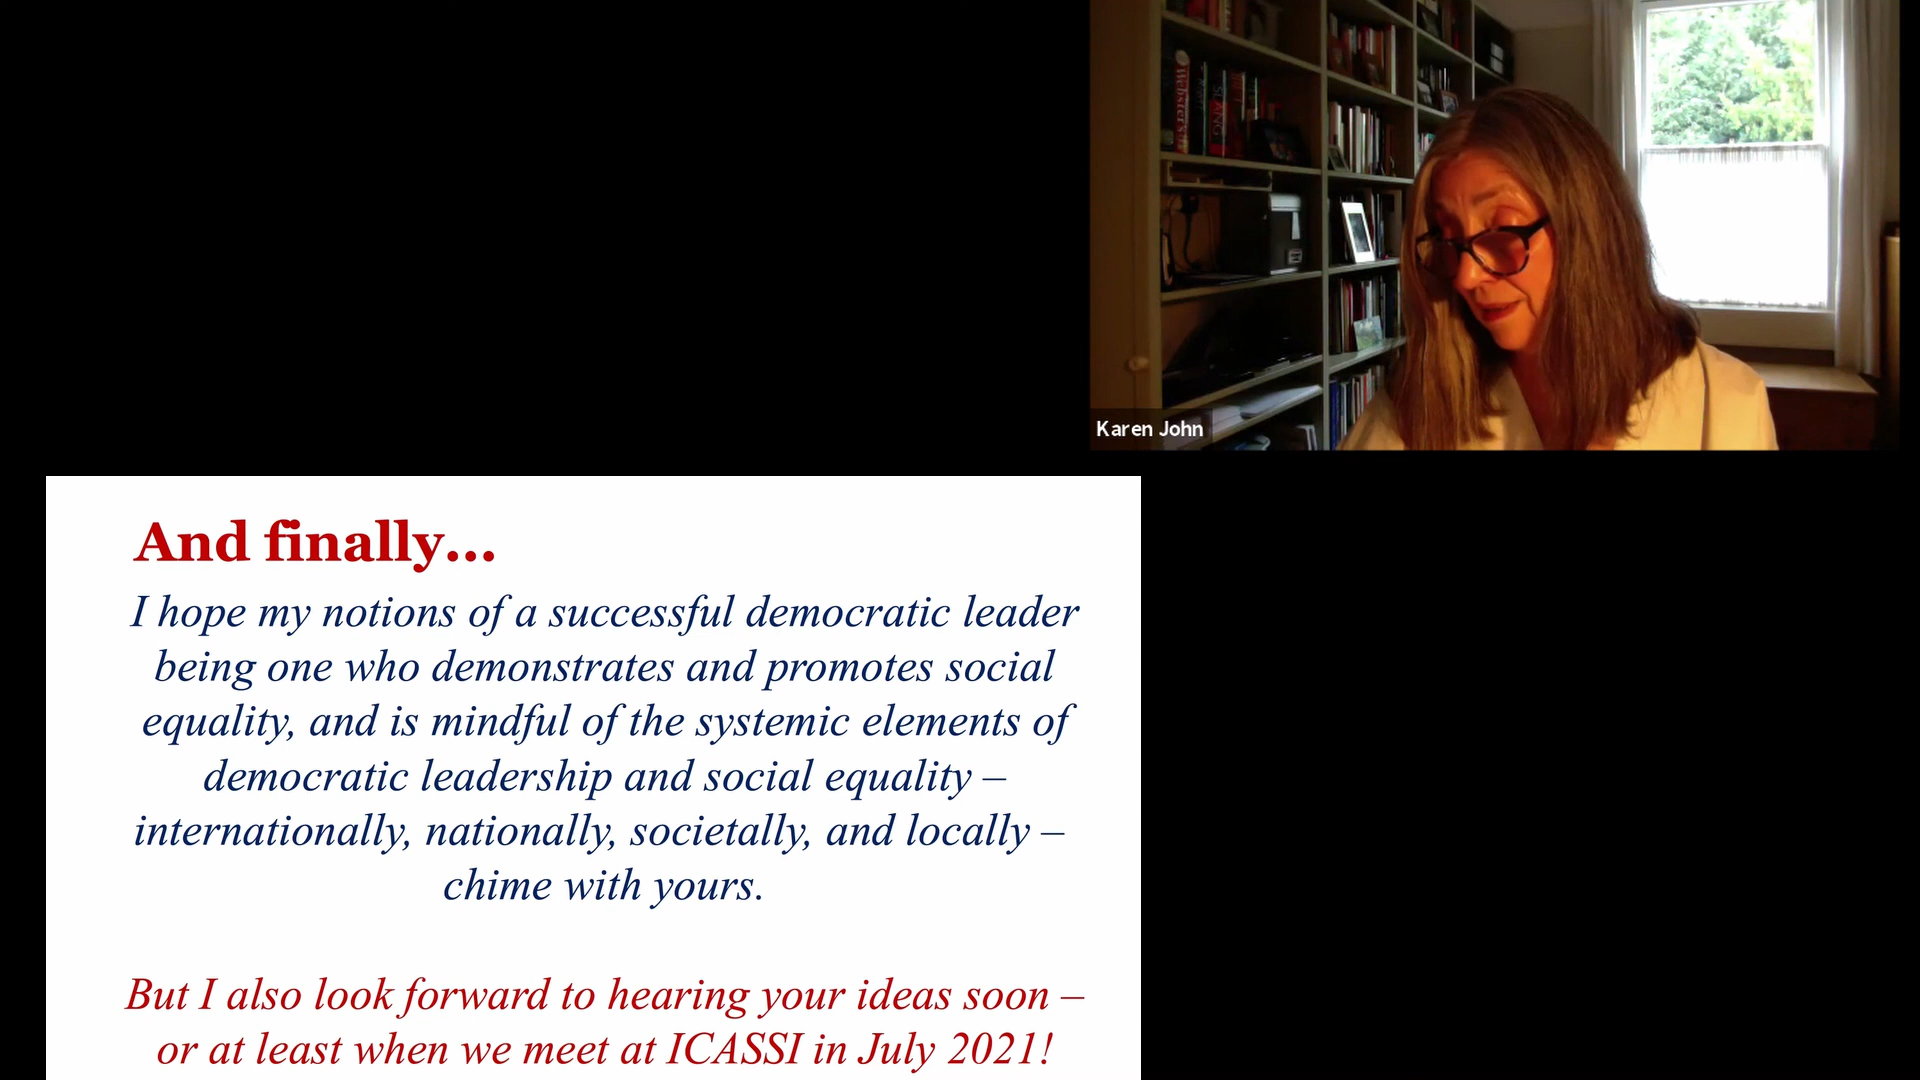 Webster's
SLANG
Karen John
And finally...
I hope my notions of a successful democratic leader
being one who demonstrates and promotes social
equality, and is mindful of the systemic elements of
democratic leadership and social equality –
internationally, nationally, societally, and locally –
chime with yours.
But I also look forward to hearing your ideas soon –
or at least when we meet at ICASSI in July 2021!